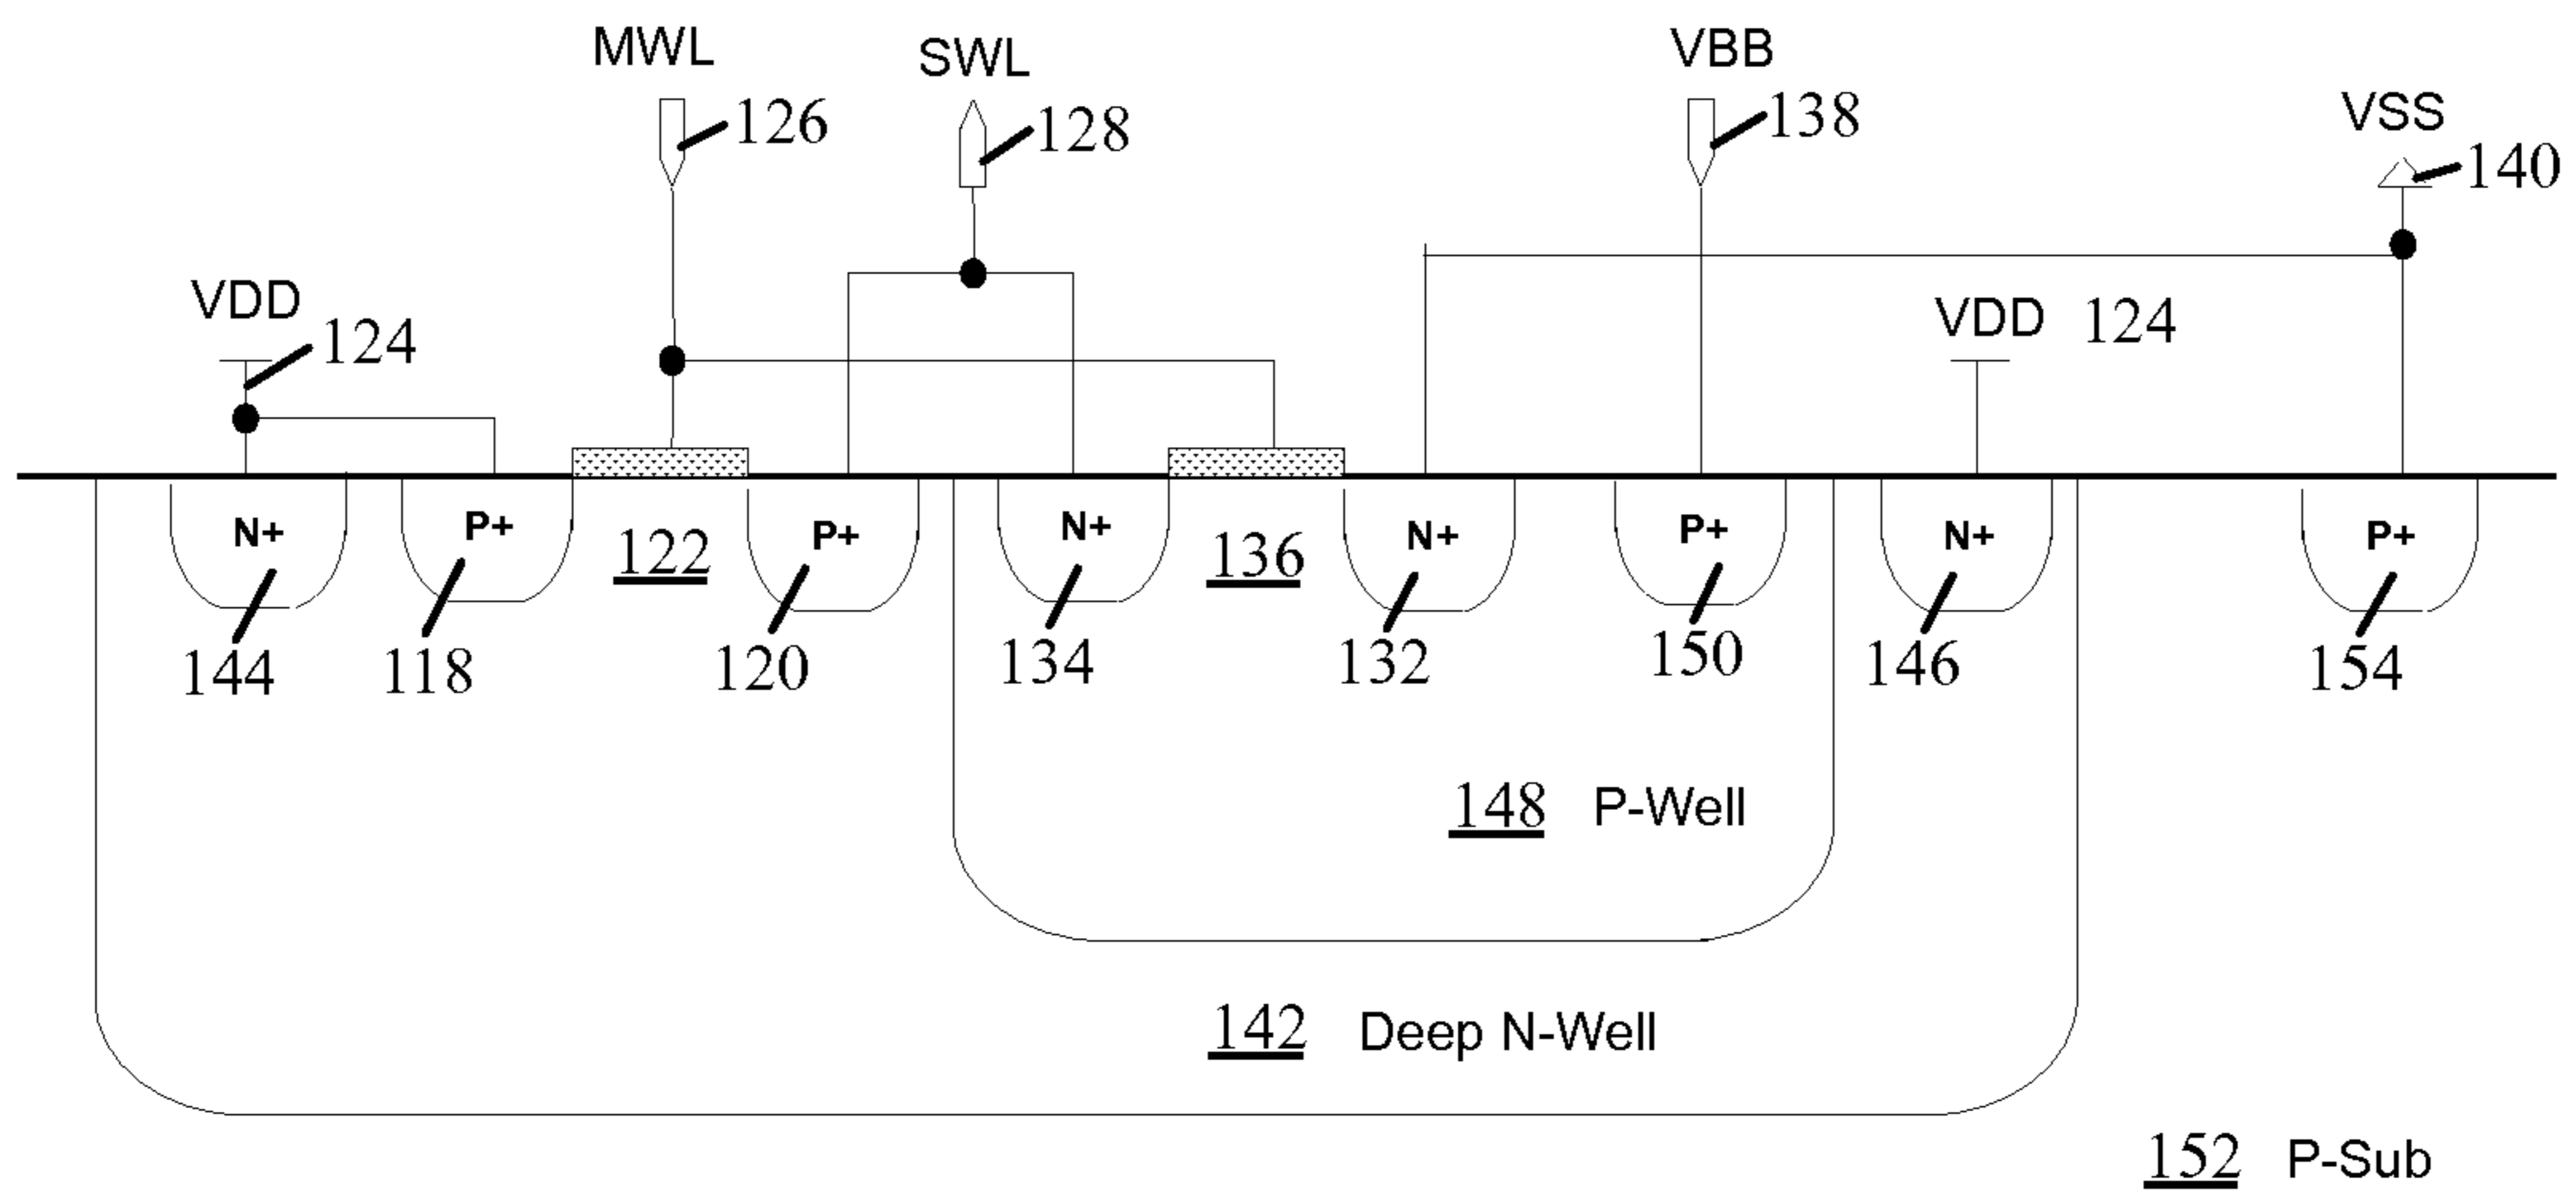 MWL
SWL
VBB
VSS
126
128
138
140
VDD
124
VDD 124
N+
P+
122
P+
N+
136
N+
P+
N+
P+
144
118
120
134
132
150
146
154
148 P-Well
142 Deep N-Well
152 P-Sub